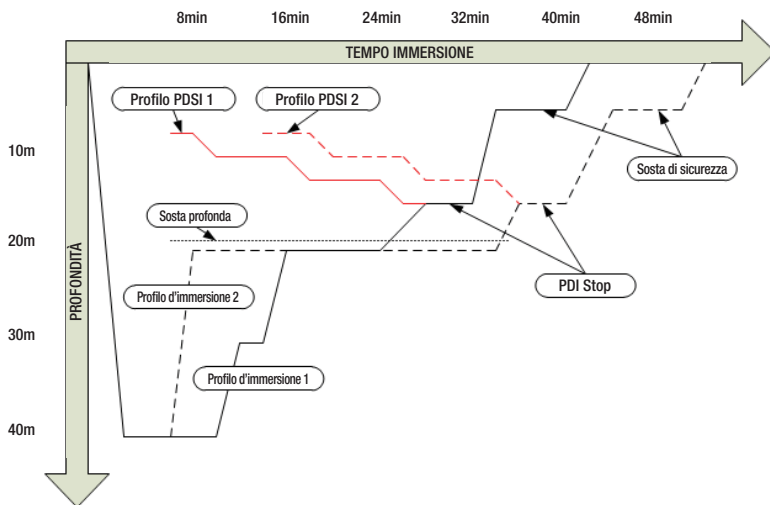 8min 16min 24min 32min 40min 48min
TEMPO IMMERSIONE
Profilo PDSI 1
Profilo PDSI 2
10m
Sosta di sicurezza
Sosta profonda
20m
PROFONDITÀ
PDI Stop
Profilo d'immersione 2
30m
Profilo d'immersione 1
40m